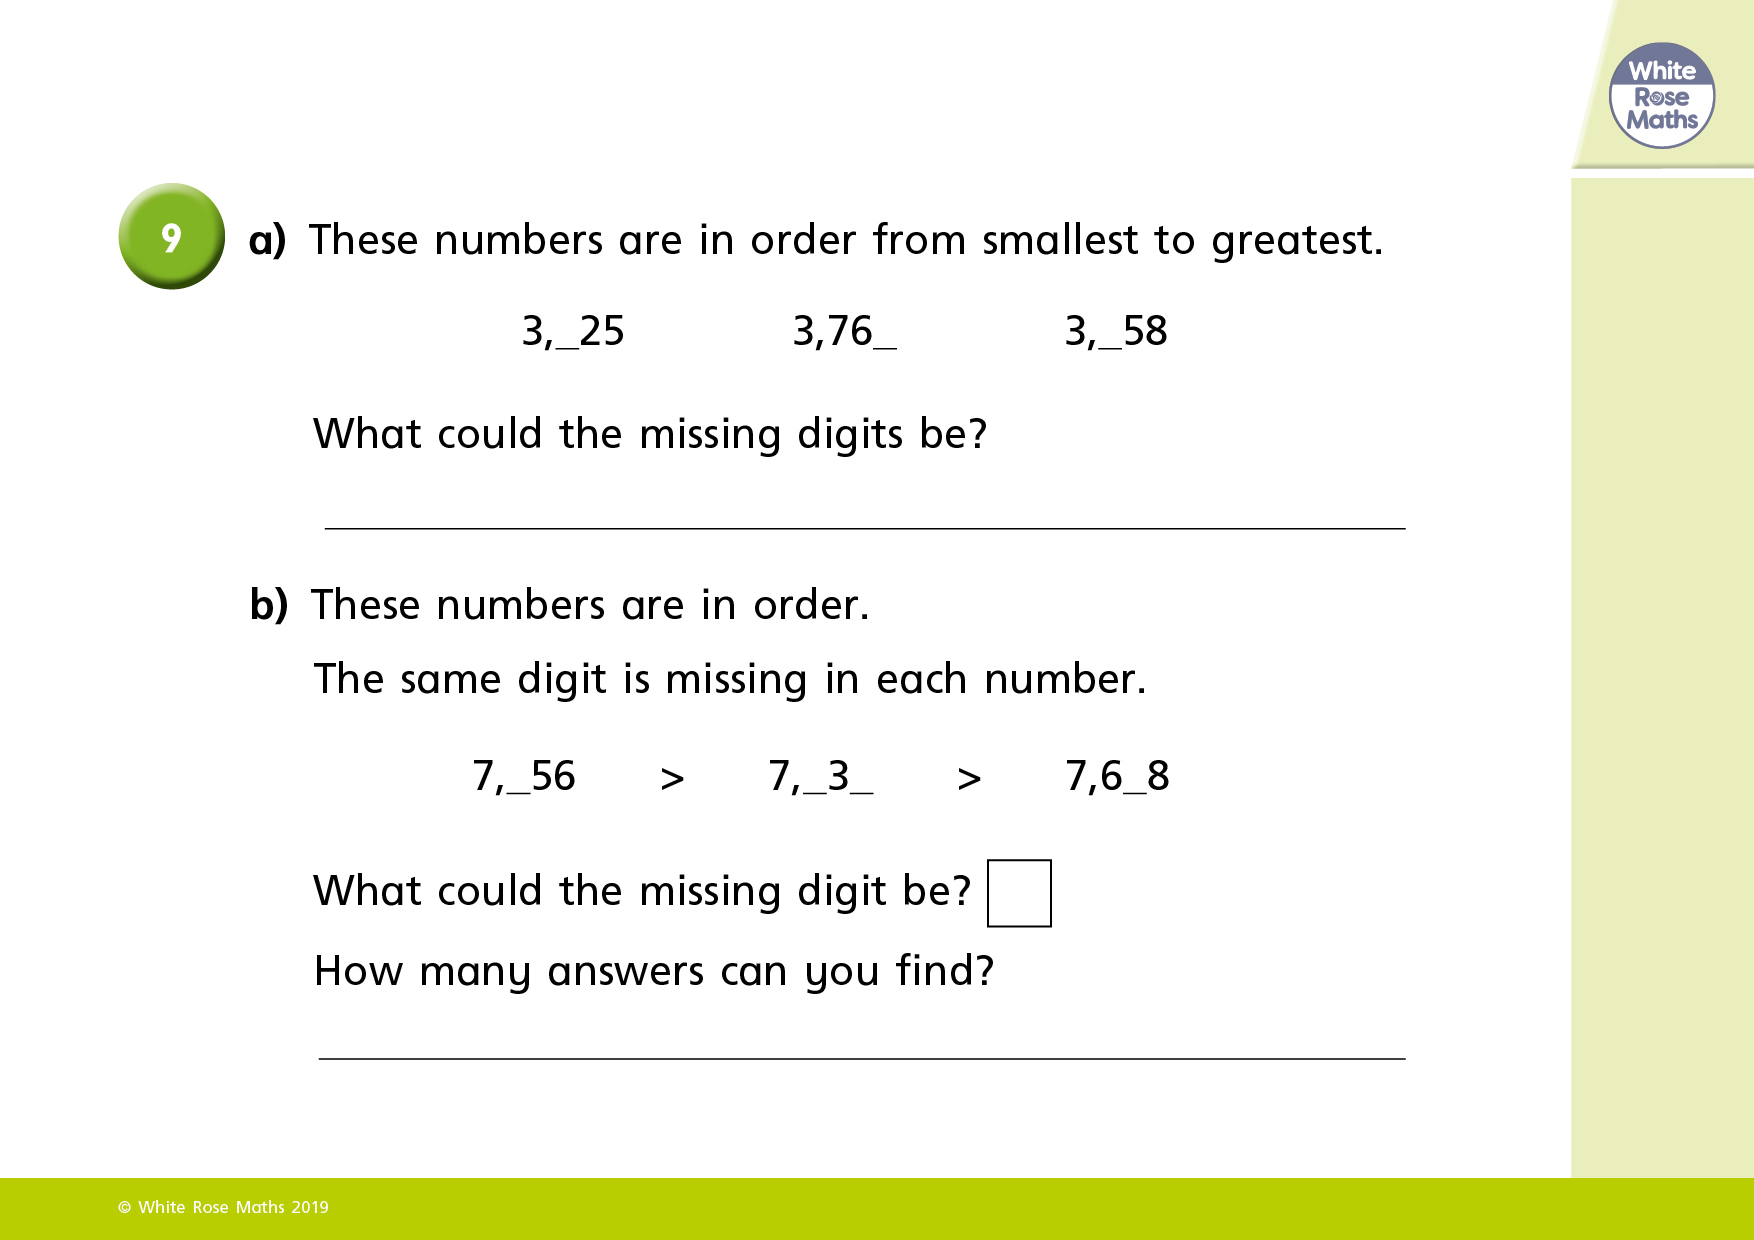 White
Rose
Maths
9 a) These numbers are in order from smallest to greatest.
3,_25 3,76_ 3,_58
What could the missing digits be?
b) These numbers are in order.
The same digit is missing in each number.
7,_56 > 7,_3_ > 7,6_8
What could the missing digit be?
How many answers can you find?
© White Rose Maths 2019